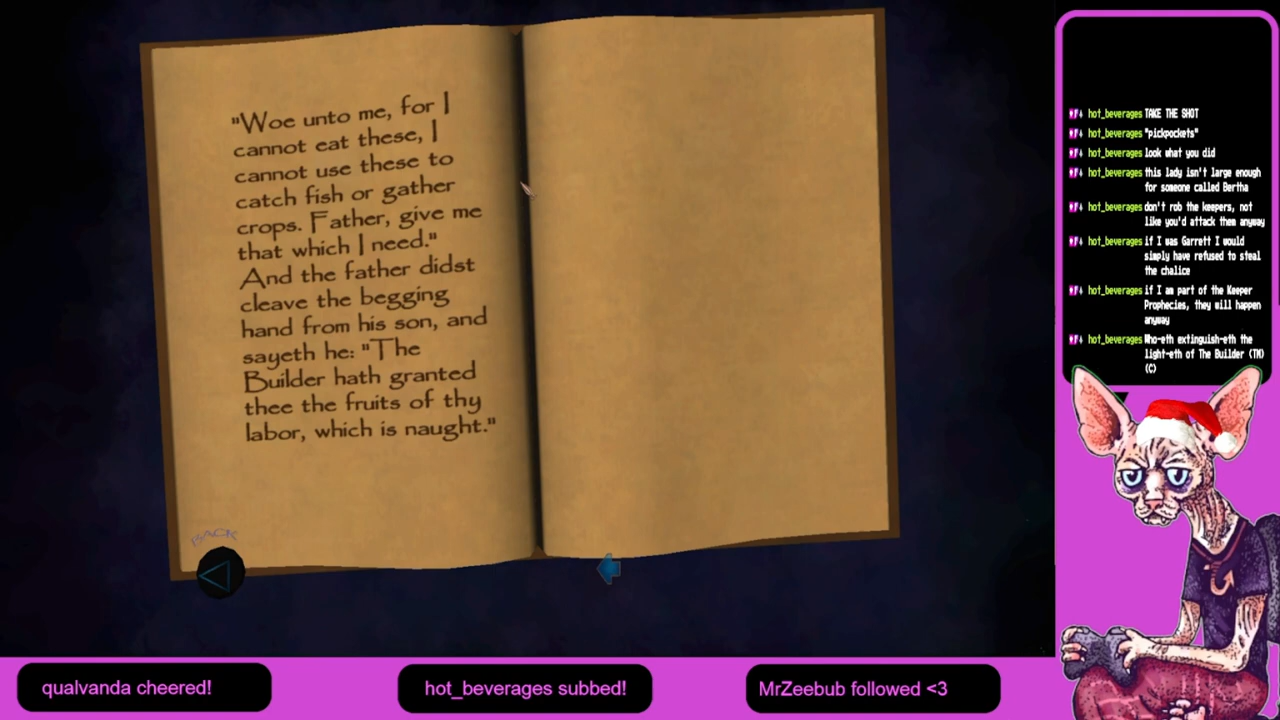 "Woe unto me, for I
cannot eat these, I
cannot use these to
catch fish or gather
crops. Father, give me
that which I need."
And the father didst
cleave the begging
hand from his son, and
sayeth he: "The
Builder hath granted
thee the fruits of thy
labor, which is naught."
BACK
hot_beverages TAKE THE SHOT
hot_beverages "pickpockets"
hot_beverages look what you did
hot_beverages this lady isn't large enough
for someone called Bertha
hot_beverages don't rob the keepers, not
like you'd attack them anyway
hot_beverages if I was Garrett I would
simply have refused to steal
the chalice
hot_beverages if I am part of the Keeper
Prophecies, they will happen
anyway
hot_beverages Who-eth extinguish-eth the
light-eth of The Builder (TM)
(C)
qualvanda cheered!
hot_beverages subbed!
MrZeebub followed <3